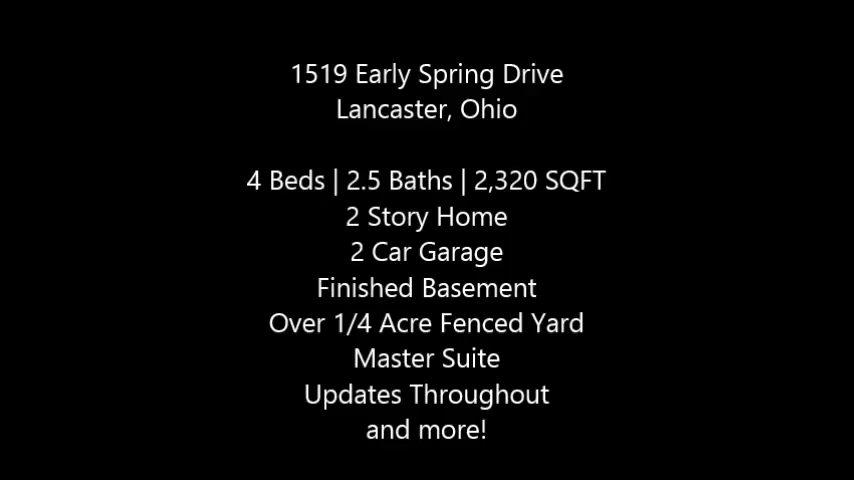 1519 Early Spring Drive
Lancaster, Ohio
4 Beds | 2.5 Baths | 2,320 SQFT
2 Story Home
2 Car Garage
Finished Basement
Over 1/4 Acre Fenced Yard
Master Suite
Updates Throughout
and more!